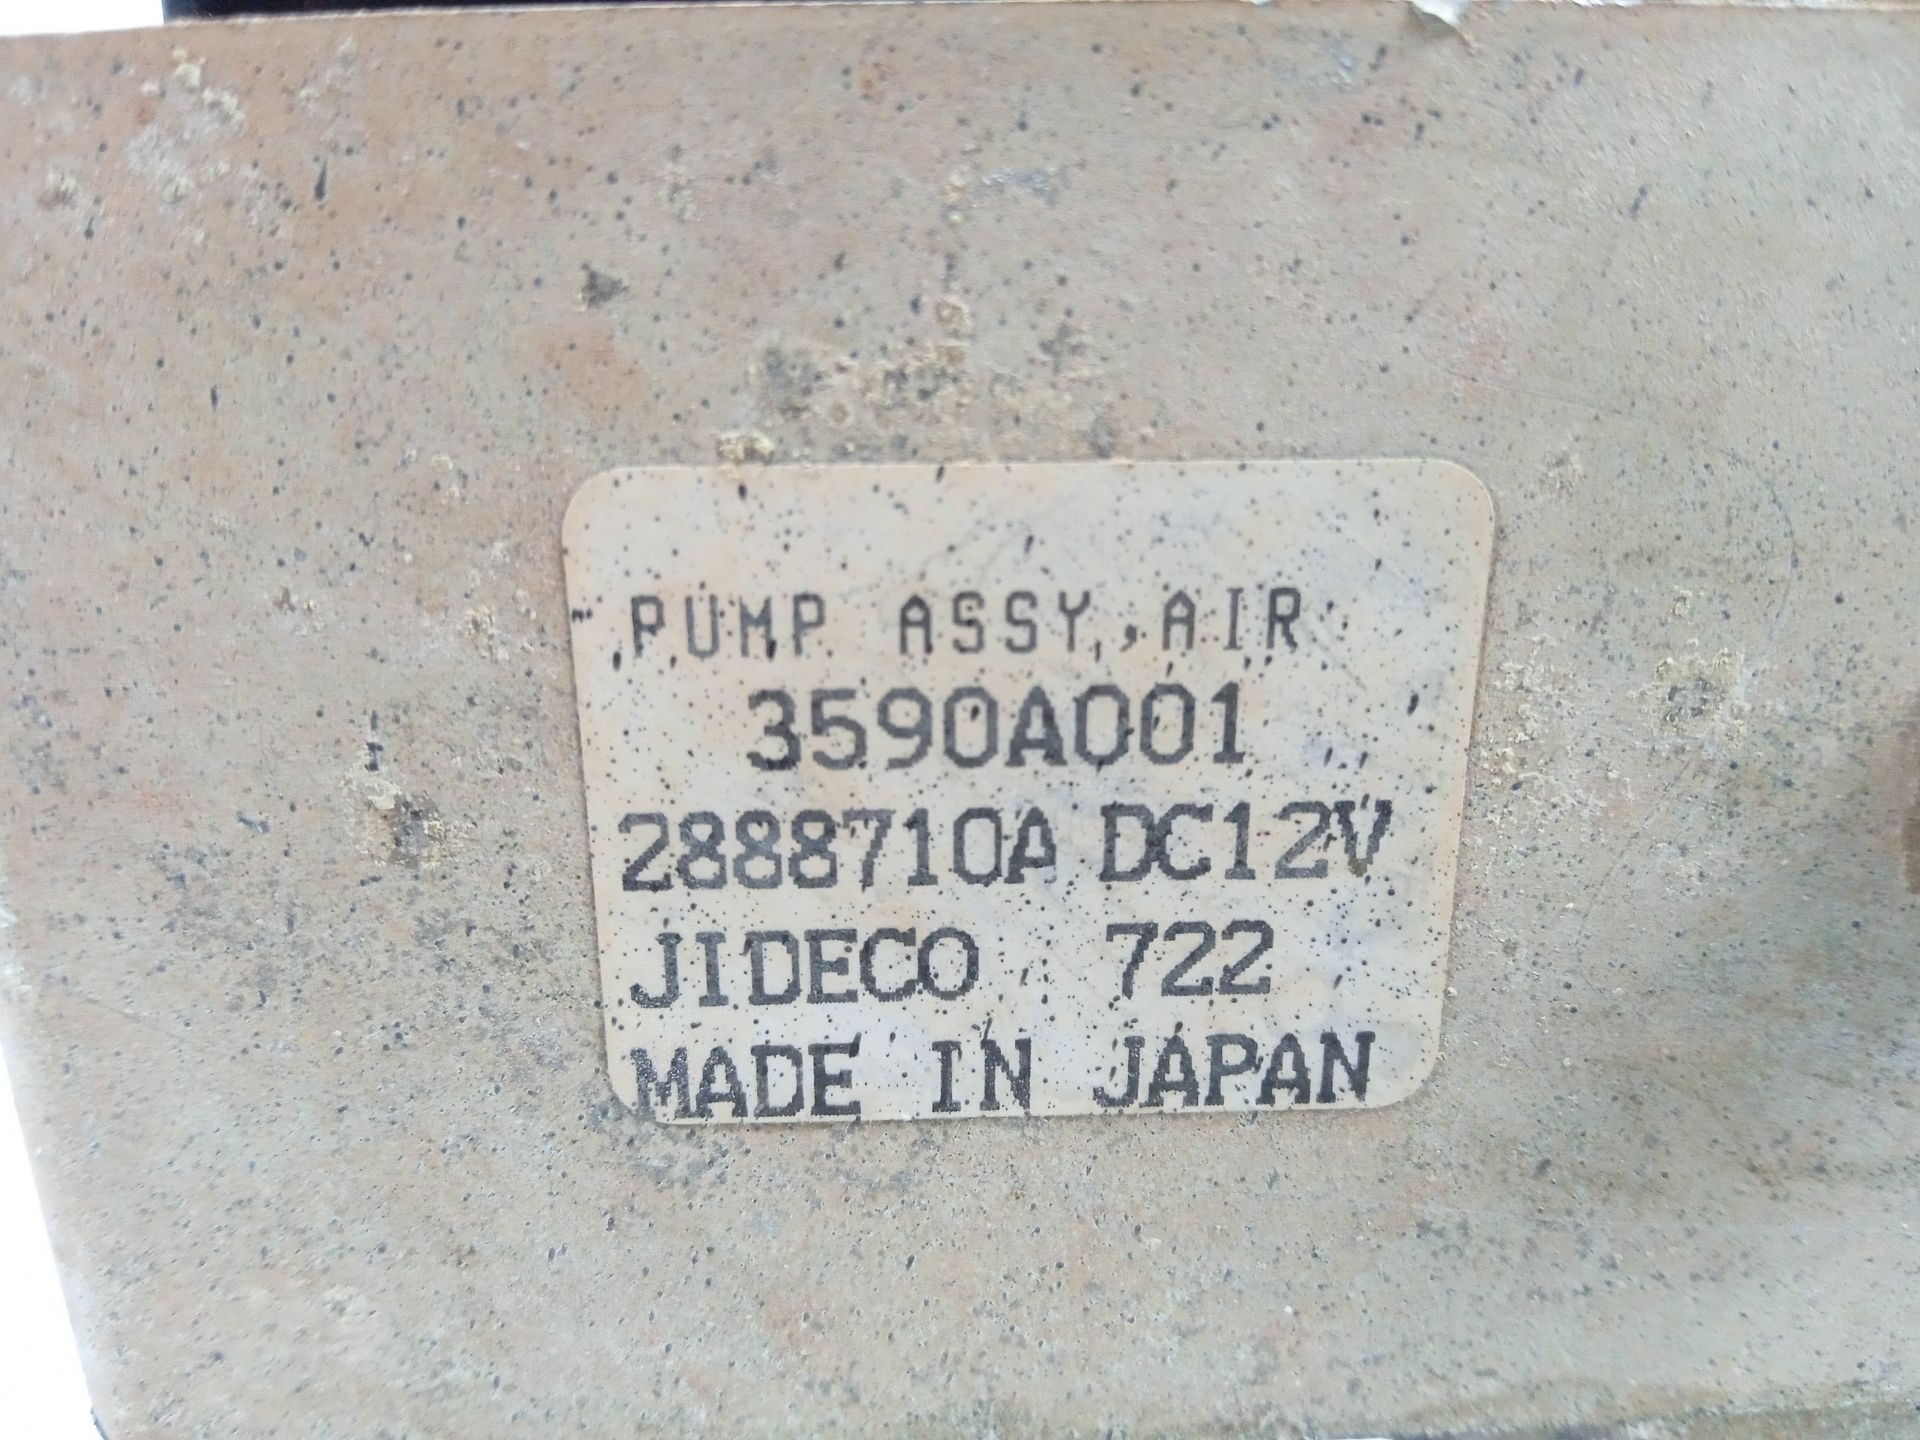 PUMP ASSY, AIR
3590A001
2888710A DC12V
JIDECO 722
MADE IN JAPAN